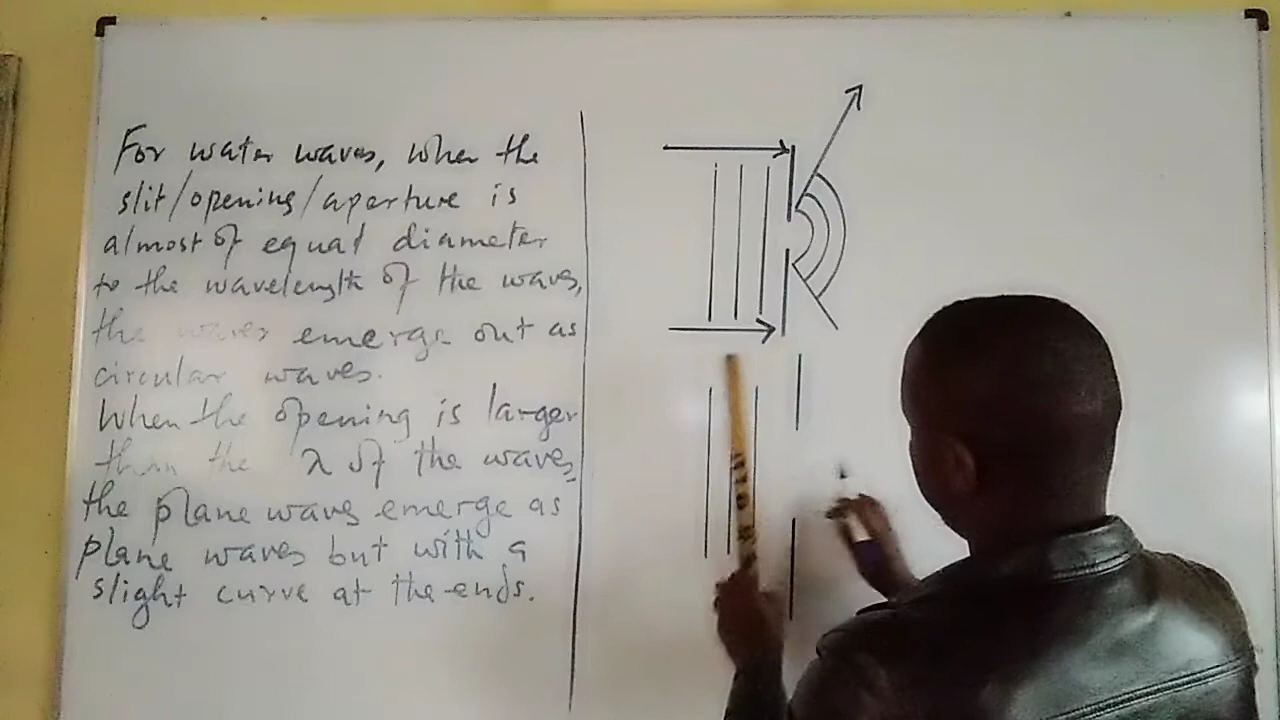 For water waves, when the
slit/opening/aperture is
almost of equal diameter
to the wavelength of the waves,
the waves emerge out as
circular waves.
When the opening is larger
than the λ of the waves,
the plane waves emerge as
plane waves but with a
slight curve at the ends.